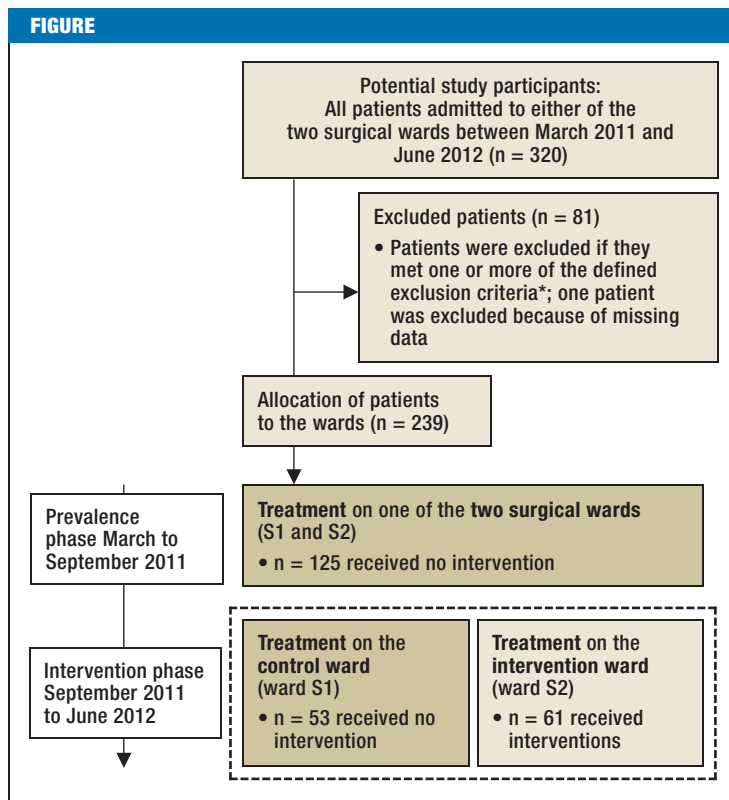 FIGURE
Potential study participants:
All patients admitted to either of the
two surgical wards between March 2011 and
June 2012 (n = 320)
Excluded patients (n = 81)
• Patients were excluded if they
met one or more of the defined
exclusion criteria*; one patient
was excluded because of missing
data
Allocation of patients
to the wards (n = 239)
Prevalence
phase March to
September 2011
Treatment on one of the two surgical wards
(S1 and S2)
• n = 125 received no intervention
Intervention phase
September 2011
to June 2012
Treatment on the
control ward
(ward S1)
• n = 53 received no
intervention
Treatment on the
intervention ward
(ward S2)
• n = 61 received
interventions